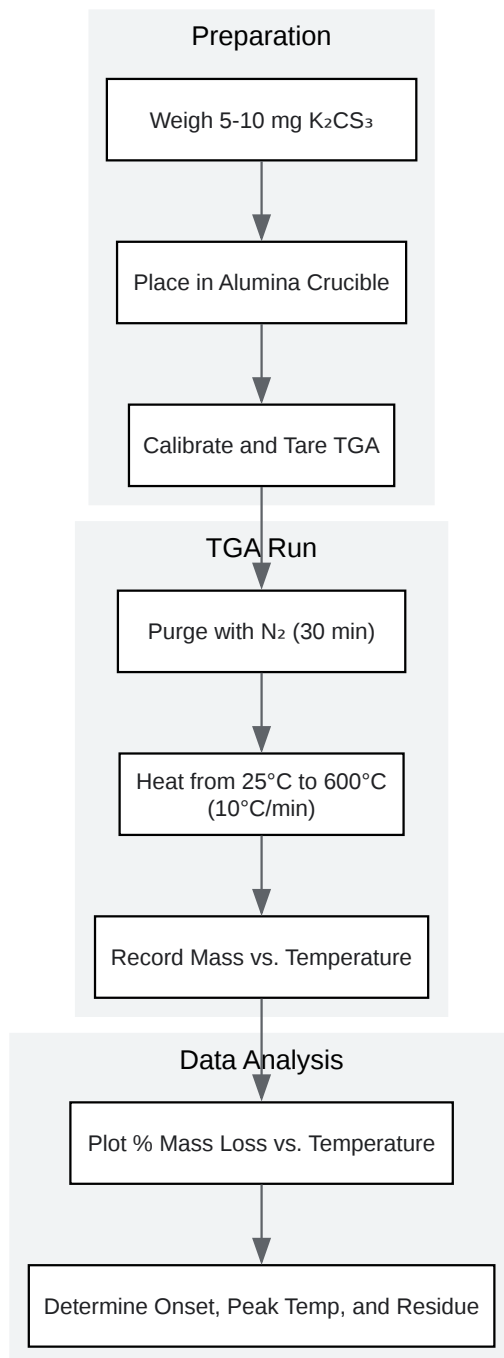 Preparation
Weigh 5-10 mg K₂CS₃
Place in Alumina Crucible
Calibrate and Tare TGA
TGA Run
Purge with N₂ (30 min)
Heat from 25°C to 600°C
(10°C/min)
Record Mass vs. Temperature
Data Analysis
Plot % Mass Loss vs. Temperature
Determine Onset, Peak Temp, and Residue